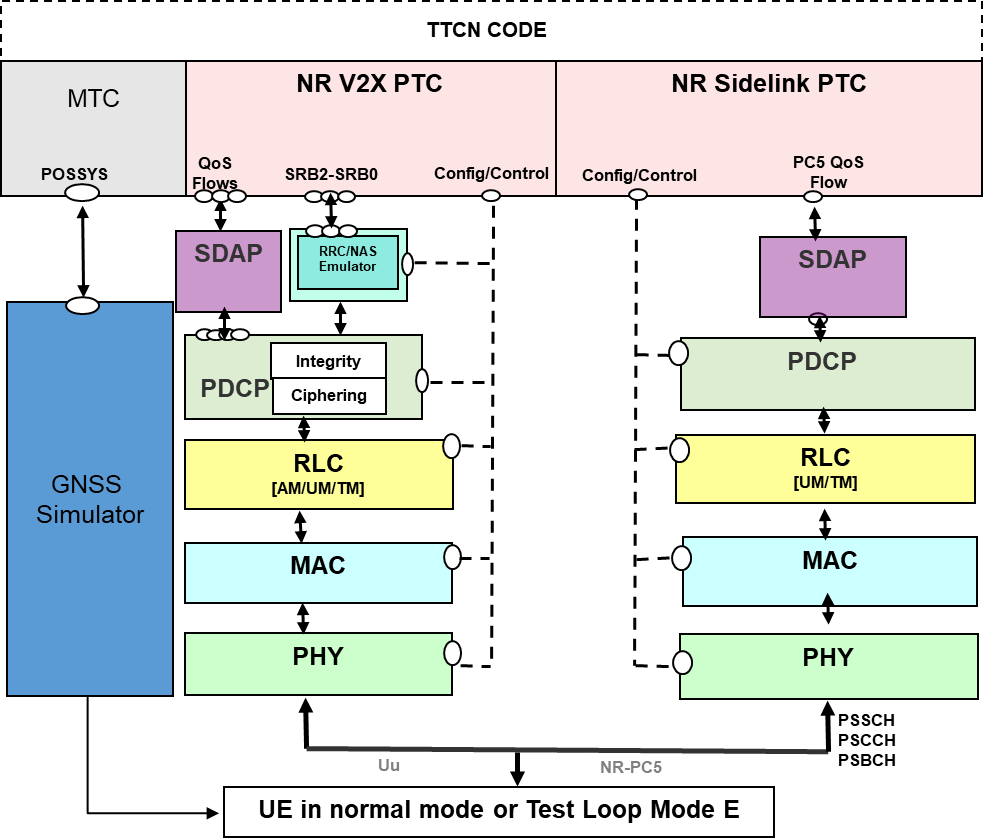 TTCN CODE
MTC
NR V2X PTC
NR Sidelink PTC
POSSYS
QoS
Flows
SRB2-SRB0
Config/Control
Config/Control
PC5 QoS
Flow
SDAP
RRC/NAS
Emulator
SDAP
PDCP
Integrity
Ciphering
PDCP
GNSS
Simulator
RLC
[AM/UM/TM]
RLC
[UM/TM]
MAC
MAC
PHY
PHY
PSSCH
PSCCH
PSBCH
Uu
NR-PC5
UE in normal mode or Test Loop Mode E